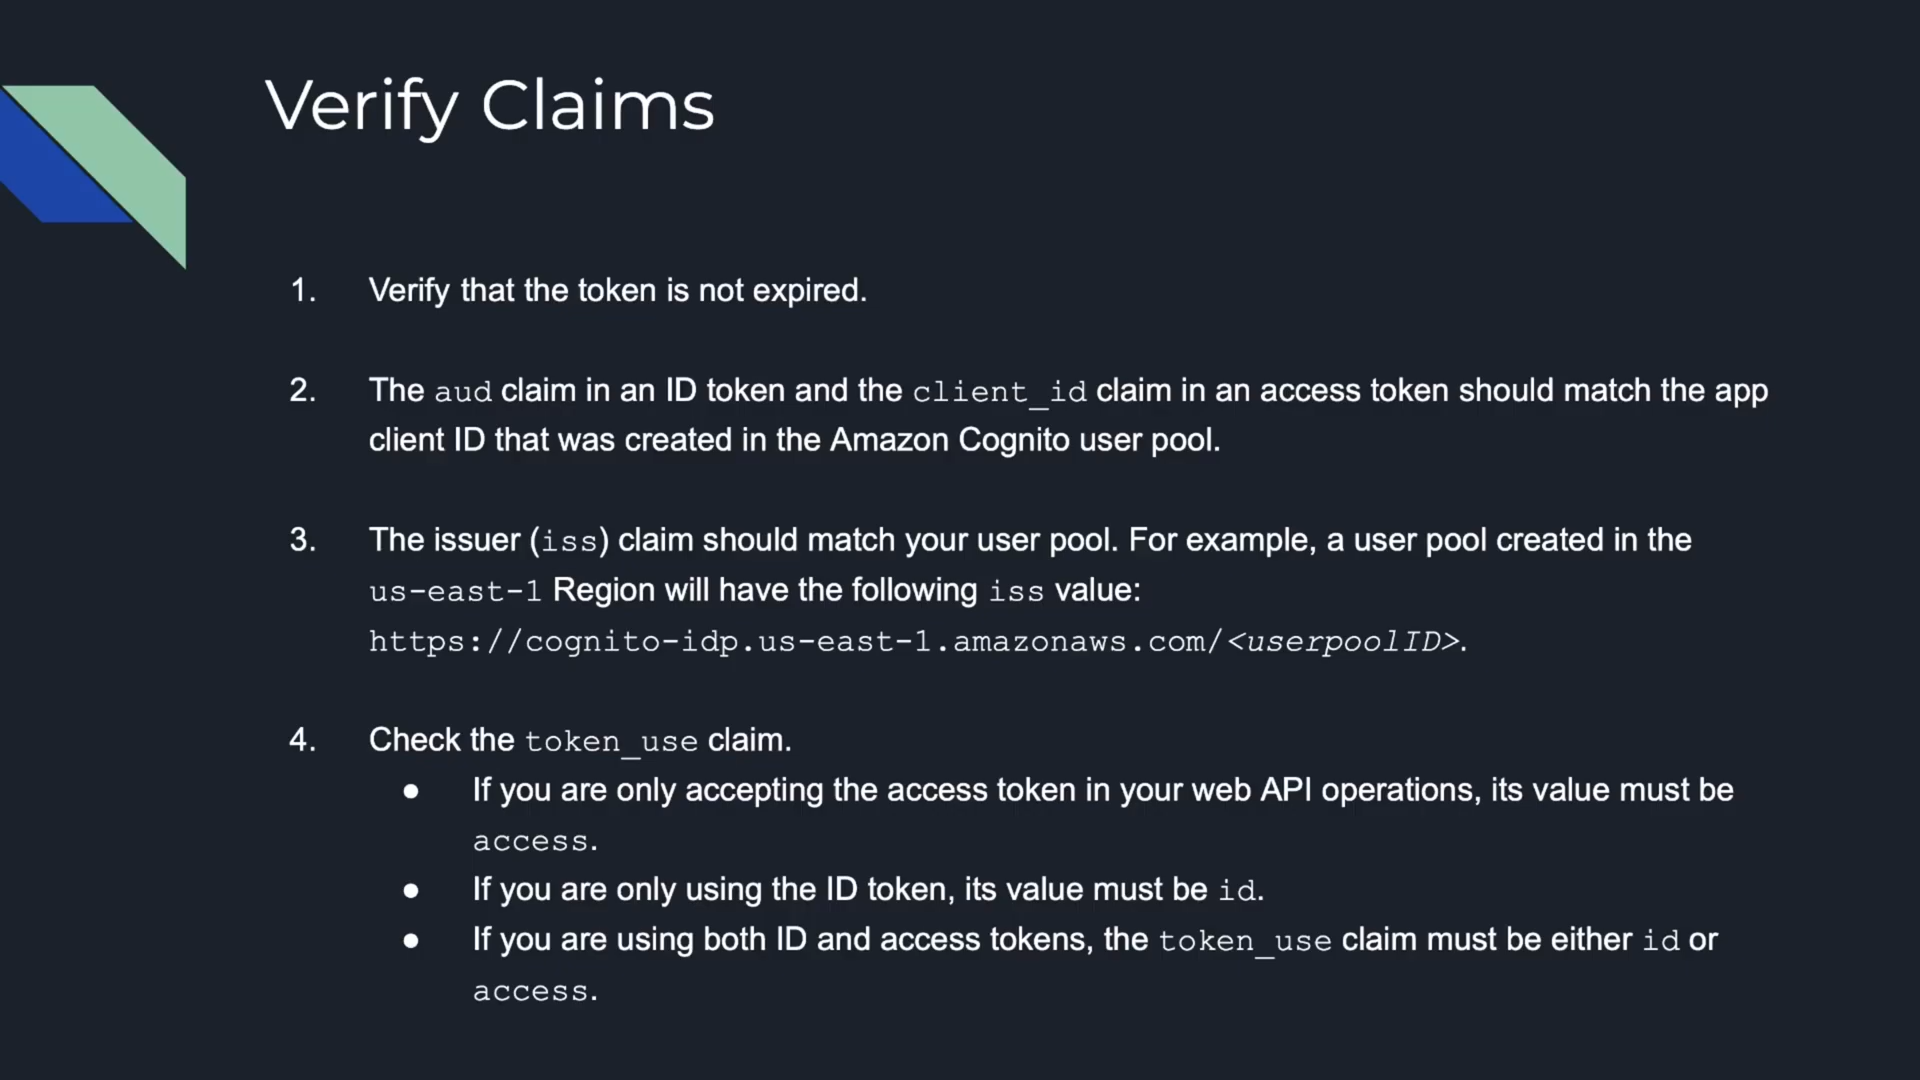 Verify Claims
1. Verify that the token is not expired.
2. The aud claim in an ID token and the client_id claim in an access token should match the app
client ID that was created in the Amazon Cognito user pool.
3. The issuer (iss) claim should match your user pool. For example, a user pool created in the
us-east-1 Region will have the following iss value:
https://cognito-idp.us-east-1.amazonaws.com/<userpoolID>.
4. Check the token_use claim.
● If you are only accepting the access token in your web API operations, its value must be
access.
● If you are only using the ID token, its value must be id.
● If you are using both ID and access tokens, the token_use claim must be either id or
access.